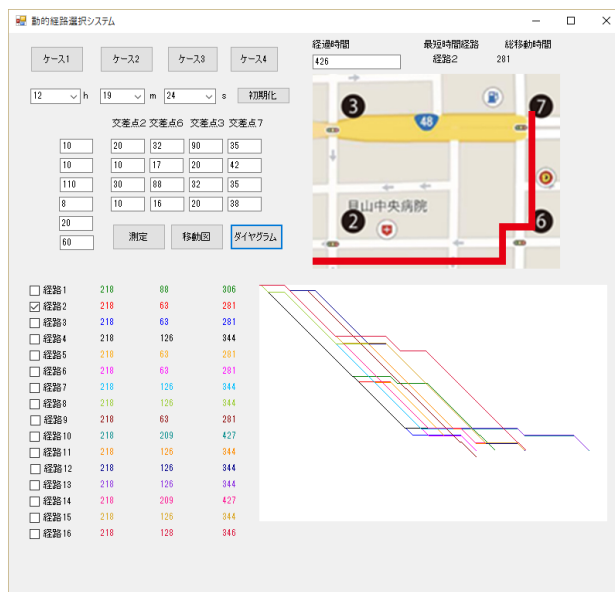 動的経路選択システム
ケース1 ケース2 ケース3 ケース4
経過時間 最短時間経路 総移動時間
426 経路2 281
12 h 19 m 24 s 初期化
交差点2 交差点6 交差点3 交差点7
10 20 32 90 35
10 10 17 20 42
110 30 88 32 35
8 10 16 20 38
20
60
測定 移動図 ダイヤグラム
3 7
48
貝山中央病院
2 6
経路1 218 88 306
経路2 218 63 281
経路3 218 63 281
経路4 218 126 344
経路5 218 63 281
経路6 218 63 281
経路7 218 126 344
経路8 218 126 344
経路9 218 63 281
経路10 218 209 427
経路11 218 126 344
経路12 218 126 344
経路13 218 126 344
経路14 218 209 427
経路15 218 126 344
経路16 218 128 346